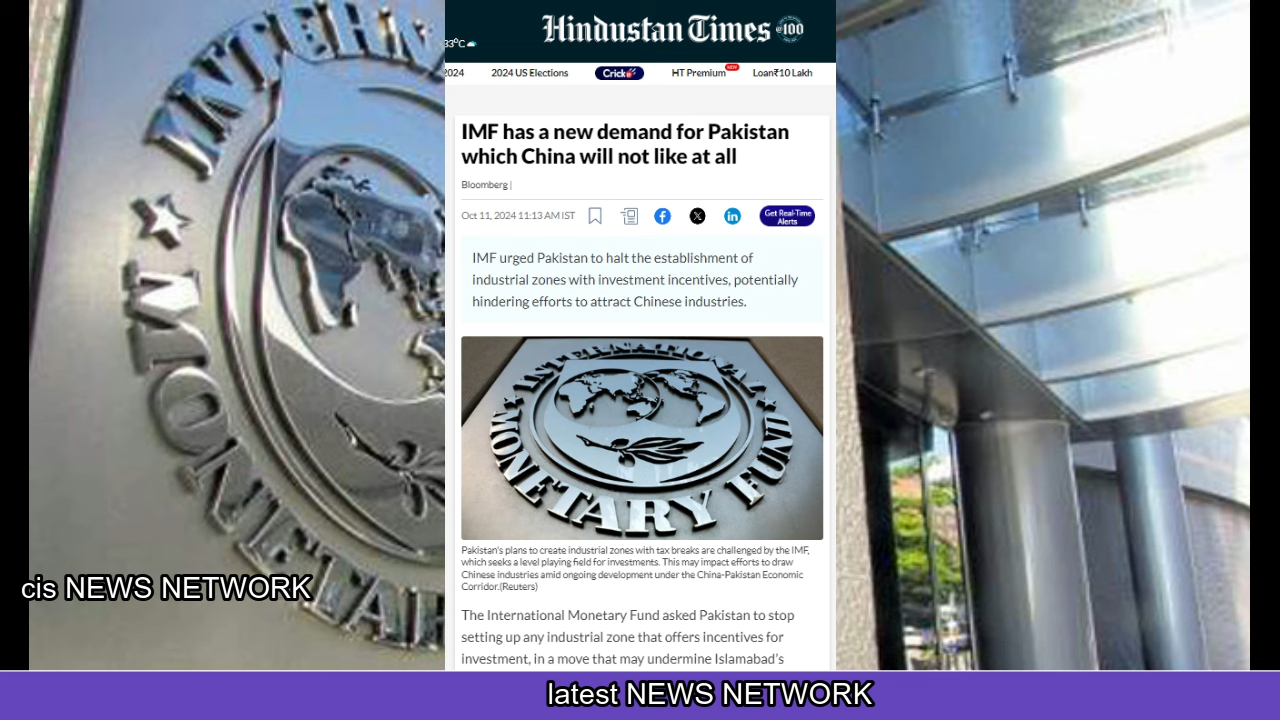 INTERN
MONETAR
Hindustan Times @100
33°C
2024 2024 US Elections Crick HT Premium NEW Loan₹10 Lakh
IMF has a new demand for Pakistan
which China will not like at all
Bloomberg |
Oct 11, 2024 11:13 AM IST
Get Real-Time
Alerts
IMF urged Pakistan to halt the establishment of
industrial zones with investment incentives, potentially
hindering efforts to attract Chinese industries.
INTERNATIONAL
MONETARY FUND
Pakistan's plans to create industrial zones with tax breaks are challenged by the IMF,
which seeks a level playing field for investments. This may impact efforts to draw
Chinese industries amid ongoing development under the China-Pakistan Economic
Corridor.(Reuters)
The International Monetary Fund asked Pakistan to stop
setting up any industrial zone that offers incentives for
investment, in a move that may undermine Islamabad's
cis NEWS NETWORK
latest NEWS NETWORK